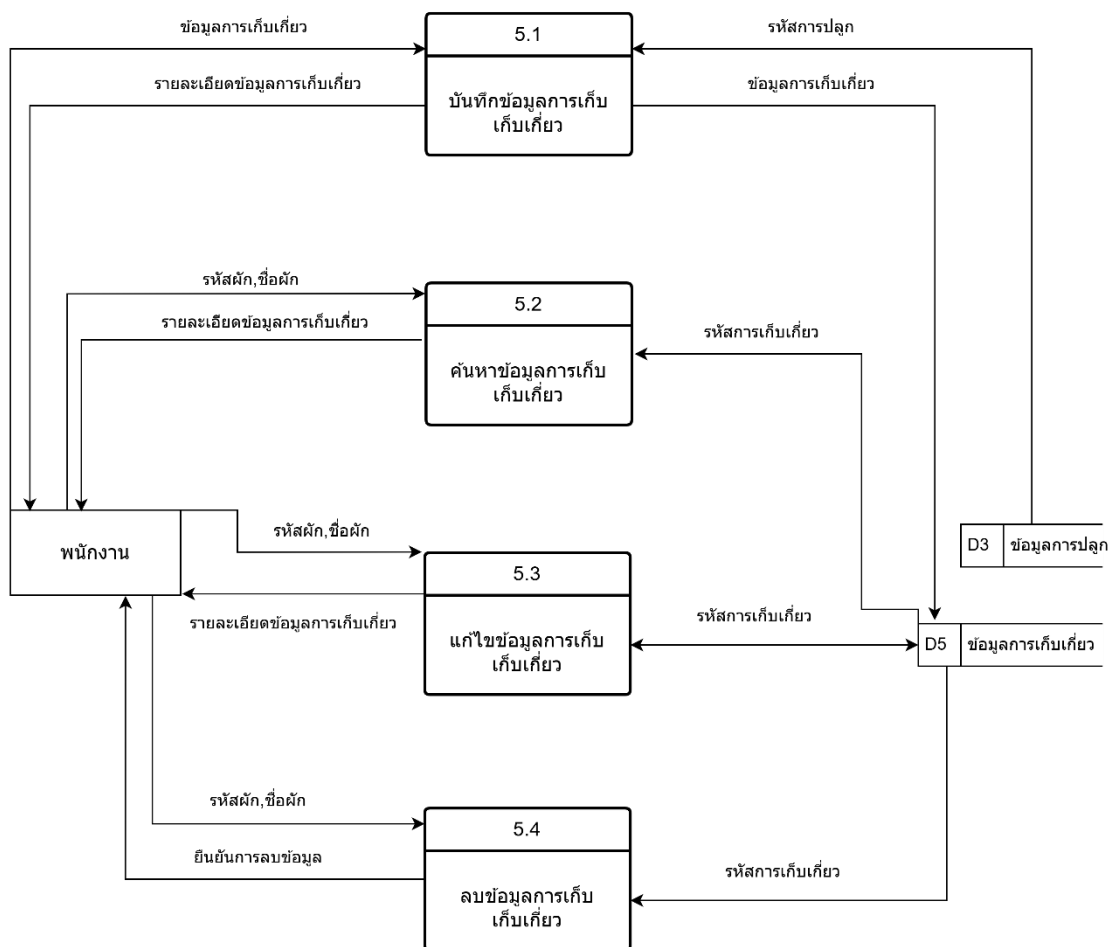 ข้อมูลการเก็บเกี่ยว
5.1
รหัสการปลูก
รายละเอียดข้อมูลการเก็บเกี่ยว
บันทึกข้อมูลการเก็บ
เก็บเกี่ยว
ข้อมูลการเก็บเกี่ยว
รหัสผัก,ชื่อผัก
5.2
รายละเอียดข้อมูลการเก็บเกี่ยว
รหัสการเก็บเกี่ยว
ค้นหาข้อมูลการเก็บ
เก็บเกี่ยว
พนักงาน
รหัสผัก,ชื่อผัก
D3 ข้อมูลการปลูก
5.3
รายละเอียดข้อมูลการเก็บเกี่ยว
รหัสการเก็บเกี่ยว
แก้ไขข้อมูลการเก็บ
เก็บเกี่ยว
D5 ข้อมูลการเก็บเกี่ยว
รหัสผัก,ชื่อผัก
5.4
ยืนยันการลบข้อมูล
รหัสการเก็บเกี่ยว
ลบข้อมูลการเก็บ
เก็บเกี่ยว